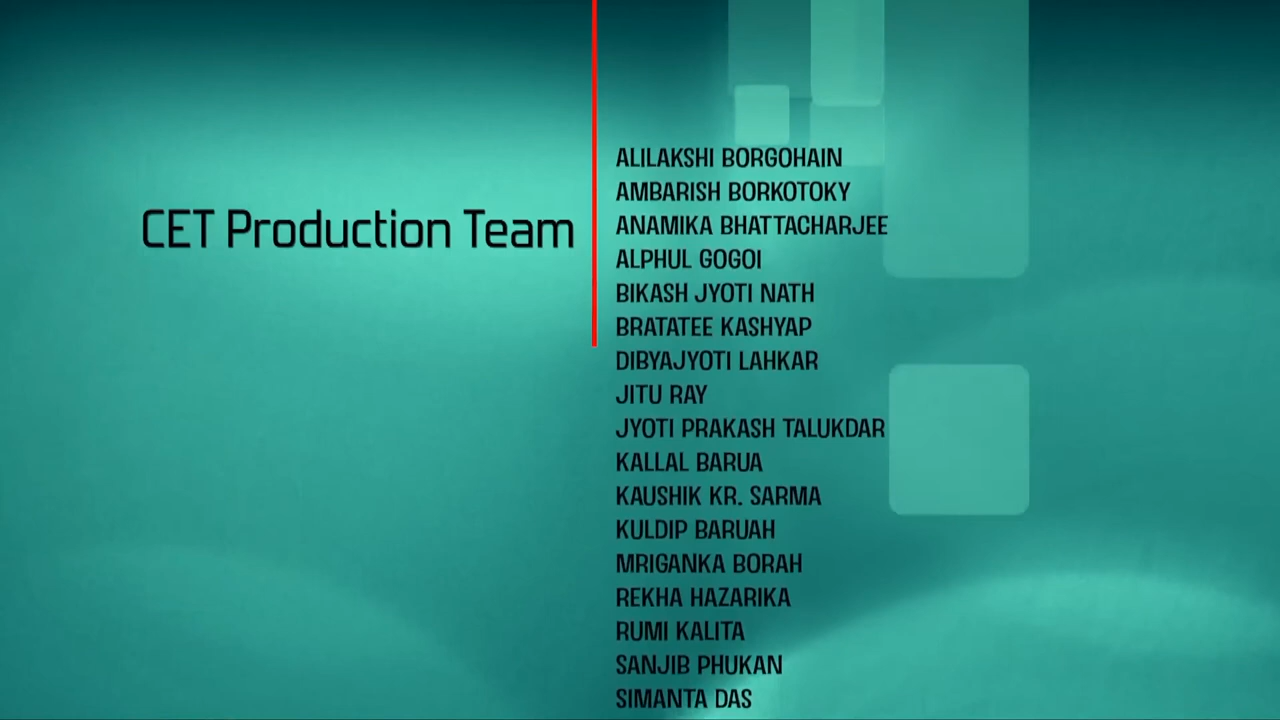 CET Production Team
ALILAKSHI BORGOHAIN
AMBARISH BORKOTOKY
ANAMIKA BHATTACHARJEE
ALPHUL GOGOI
BIKASH JYOTI NATH
BRATATEE KASHYAP
DIBYAJYOTI LAHKAR
JITU RAY
JYOTI PRAKASH TALUKDAR
KALLAL BARUA
KAUSHIK KR. SARMA
KULDIP BARUAH
MRIGANKA BORAH
REKHA HAZARIKA
RUMI KALITA
SANJIB PHUKAN
SIMANTA DAS